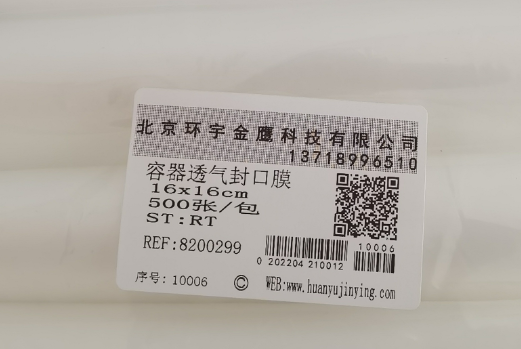 北京环宇金鹰科技有限公司
13718996510
容器透气封口膜
16x16cm
500张/包
ST:RT
REF:8200299
10006
0 202204 210012
序号: 10006
© WEB:www.huanyujinying.com